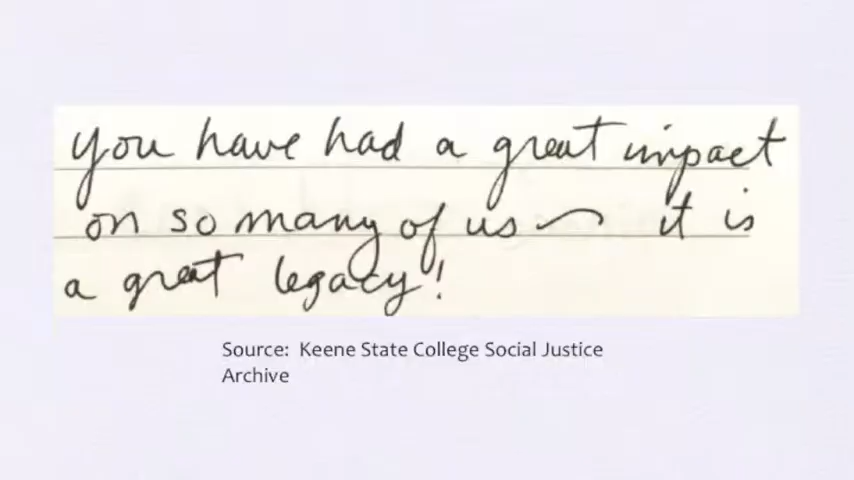 you have had a great impact
on so many of us ~ it is
a great legacy!
Source: Keene State College Social Justice
Archive